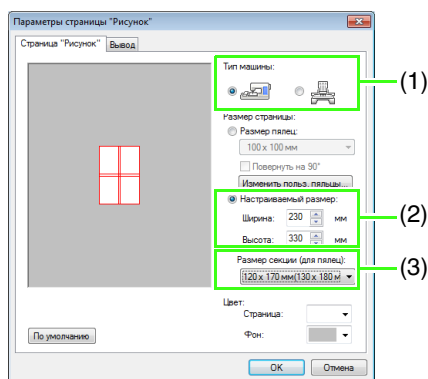 Параметры страницы "Рисунок"
Страница "Рисунок" Вывод
Тип машины:
(1)
Размер страницы:
Размер пялец:
100 x 100 мм
Повернуть на 90°
Изменить польз. пяльцы...
Настраиваемый размер:
Ширина: 230 мм
(2)
Высота: 330 мм
Размер секции (для пялец):
(3)
120 x 170 мм(130 x 180 м
Цвет:
Страница:
По умолчанию
Фон:
OK Отмена